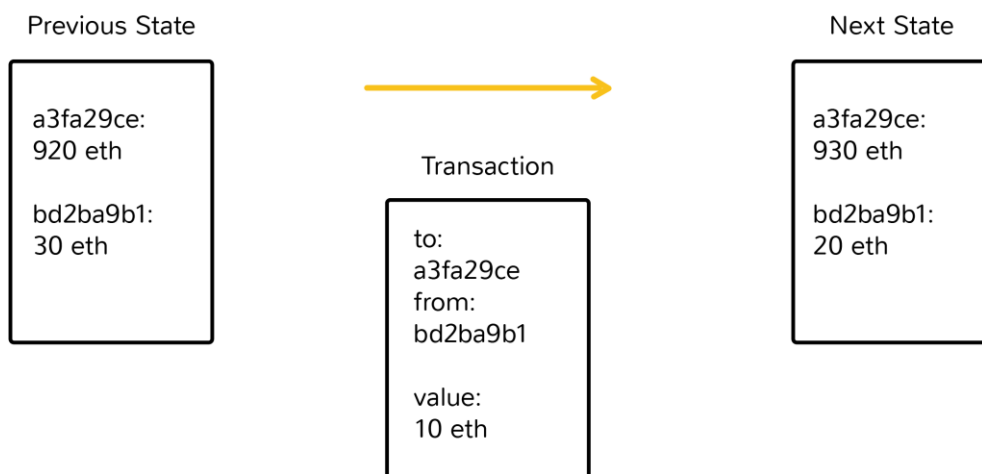 Previous State
a3fa29ce:
920 eth
bd2ba9b1:
30 eth
Transaction
to:
a3fa29ce
from:
bd2ba9b1
value:
10 eth
Next State
a3fa29ce:
930 eth
bd2ba9b1:
20 eth